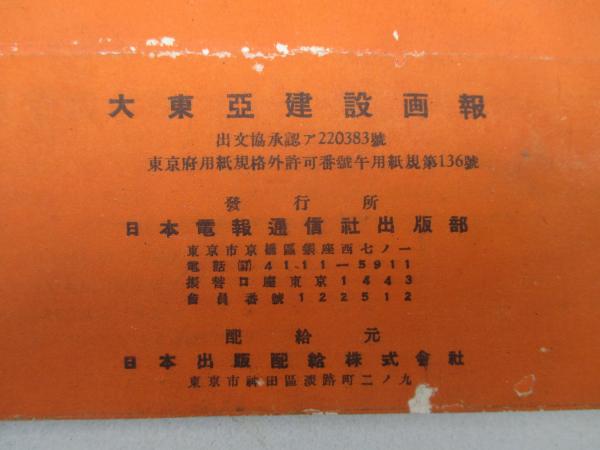 大東亞建設画報
出文協承認ア220383號
東京府用紙規格外許可番號午用紙規第136號
發行所
日本電報通信社出版部
東京市京橋區銀座西七ノ一
電話 41.11—5911
振替口座東京1443
會員番號122512
配給元
日本出版配給株式會社
東京市神田區淡路町二ノ九